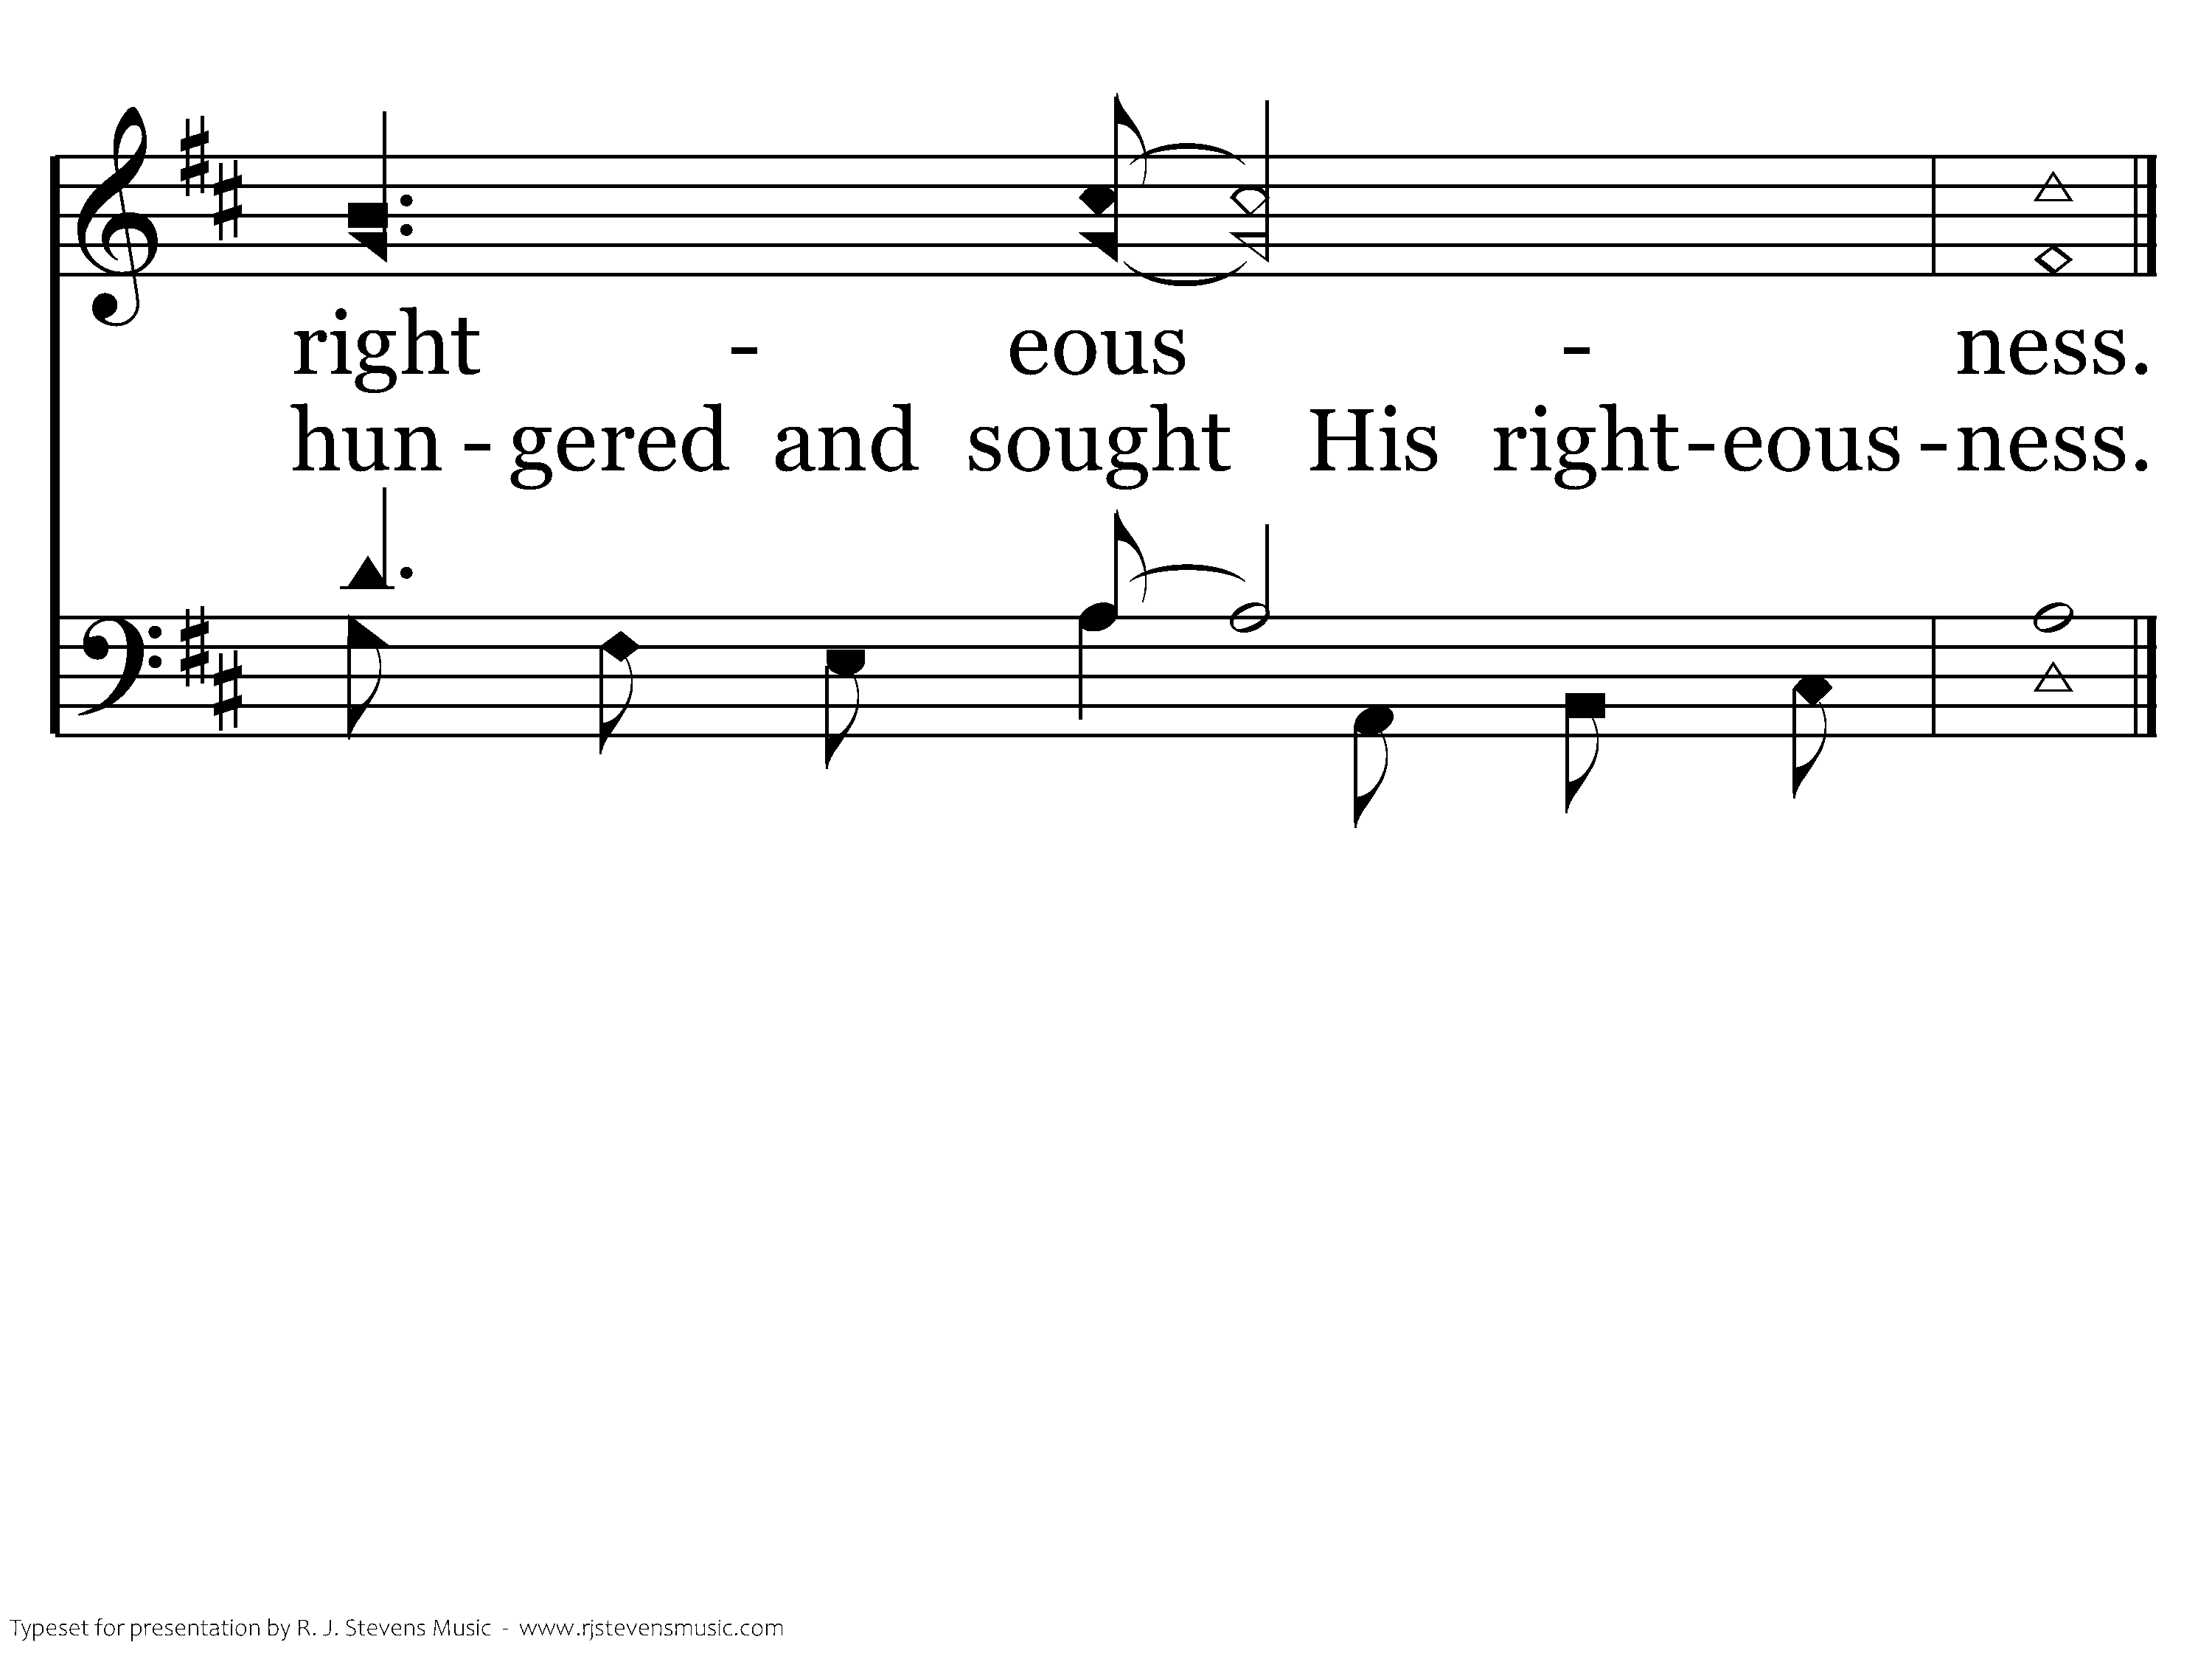 right - eous - ness.
hun - gered and sought His right - eous - ness.
Typeset for presentation by R. J. Stevens Music - www.rjstevensmusic.com